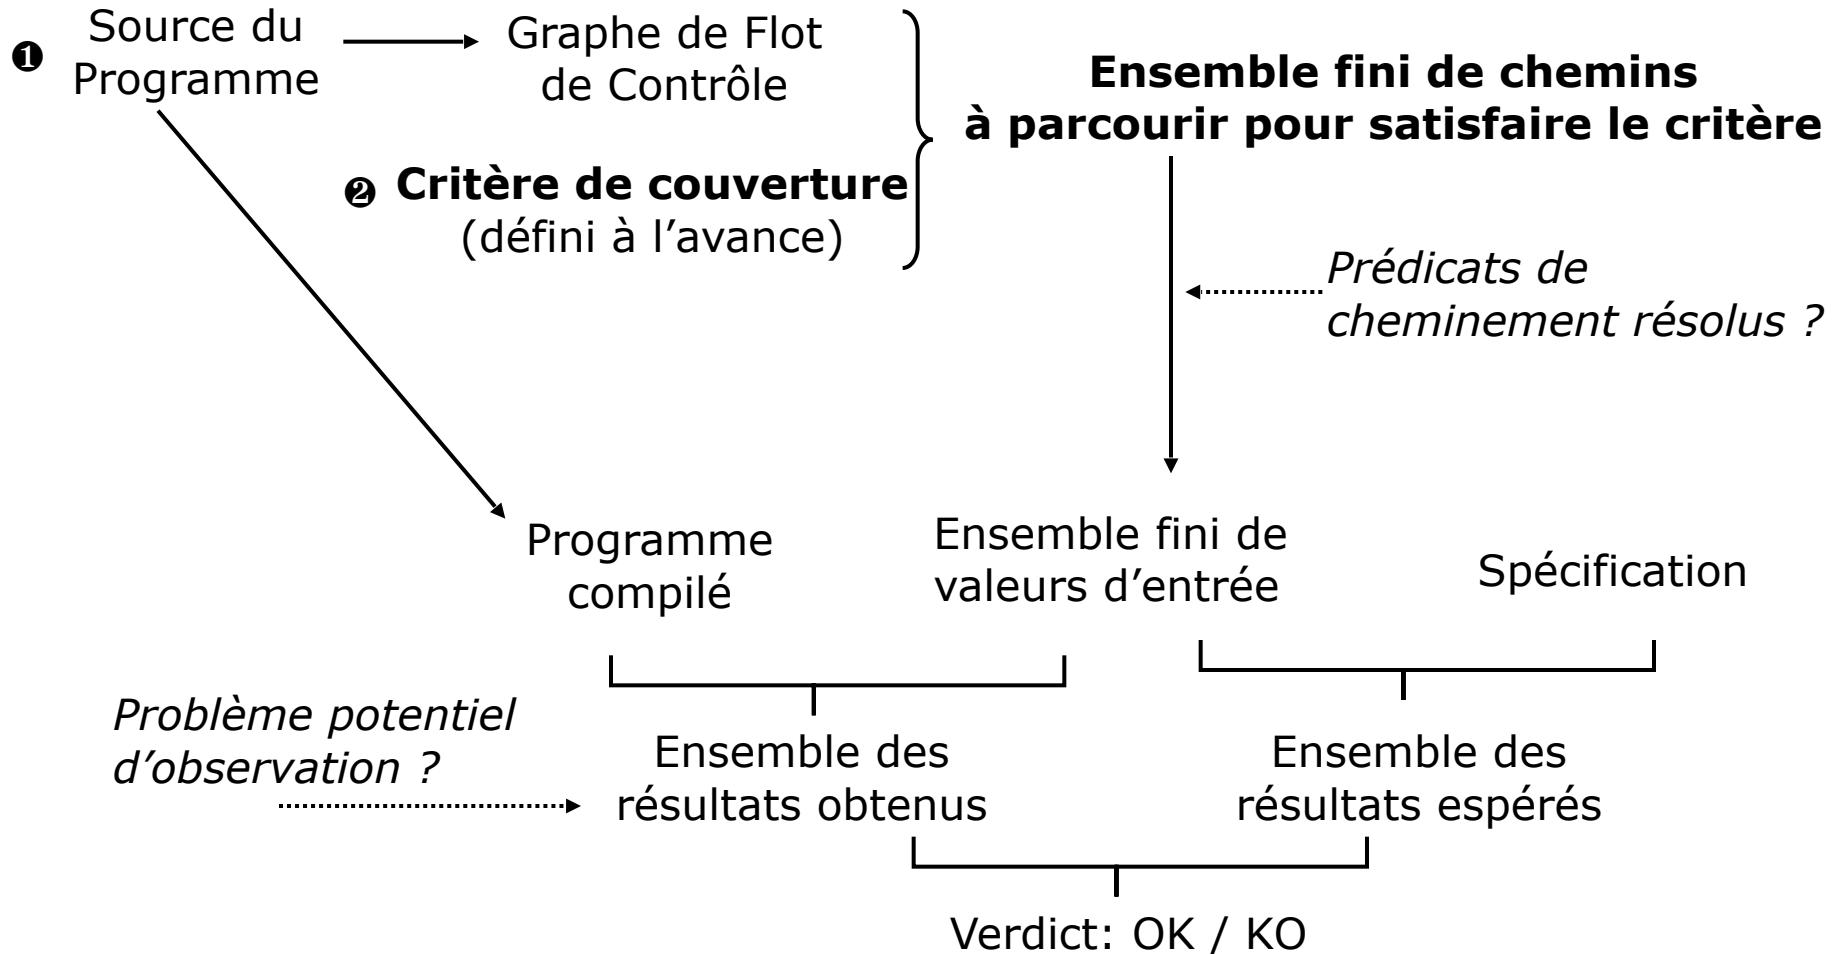 ❶ Source du
Programme
Graphe de Flot
de Contrôle
❷ Critère de couverture
(défini à l’avance)
Ensemble fini de chemins
à parcourir pour satisfaire le critère
Prédicats de
cheminement résolus ?
Programme
compilé
Ensemble fini de
valeurs d’entrée
Spécification
Problème potentiel
d’observation ?
Ensemble des
résultats obtenus
Ensemble des
résultats espérés
Verdict: OK / KO